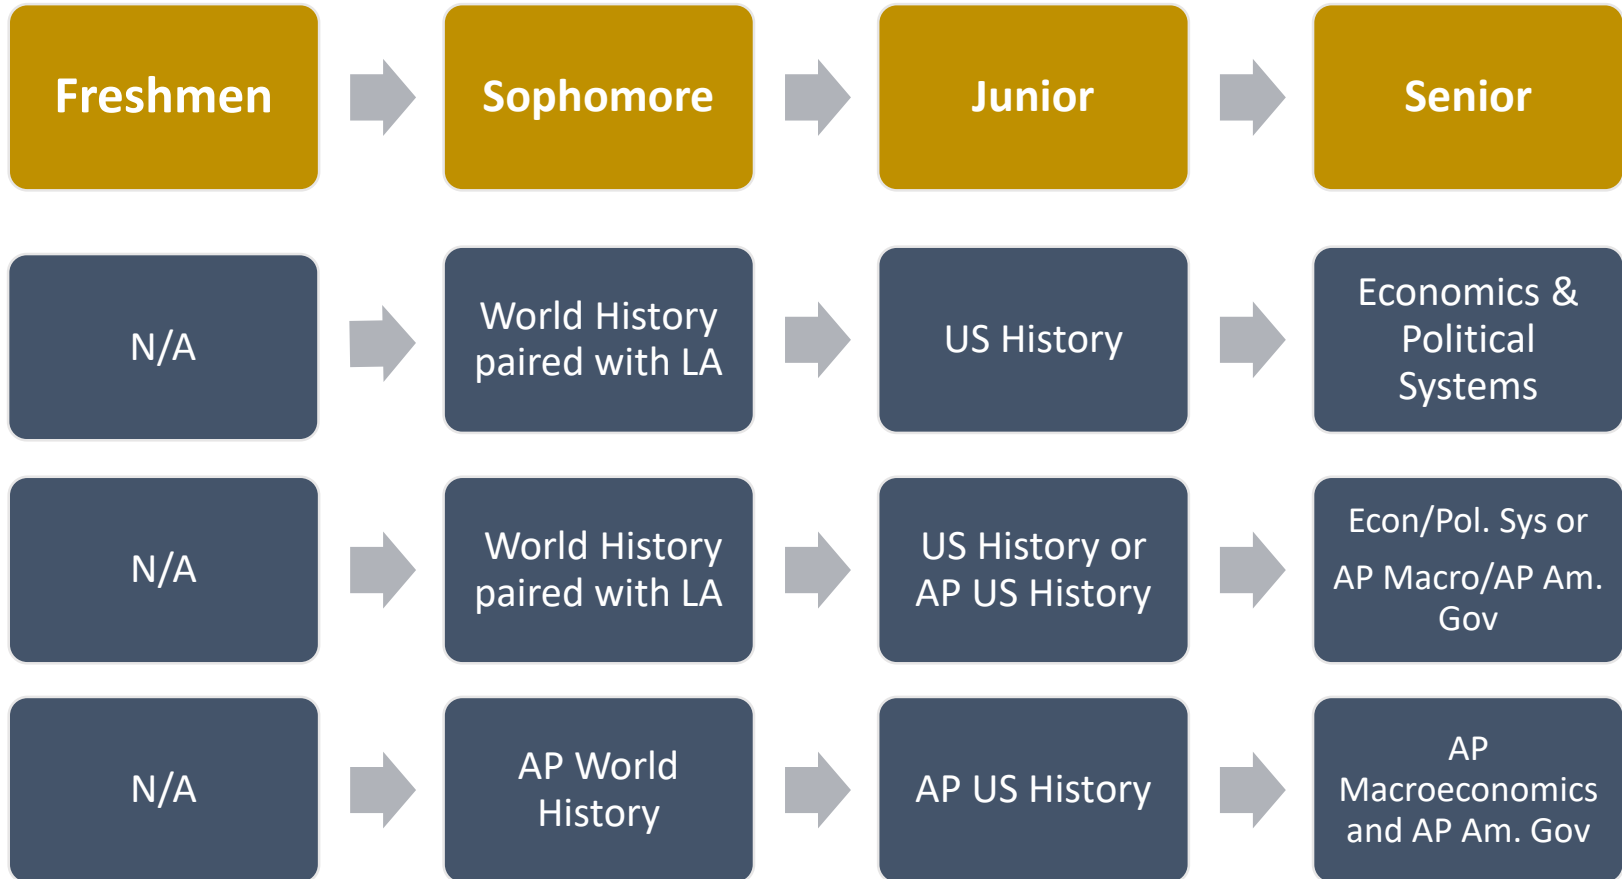 Freshmen
Sophomore
Junior
Senior
N/A
World History
paired with LA
US History
Economics &
Political
Systems
N/A
World History
paired with LA
US History or
AP US History
Econ/Pol. Sys or
AP Macro/AP Am.
Gov
N/A
AP World
History
AP US History
AP
Macroeconomics
and AP Am. Gov